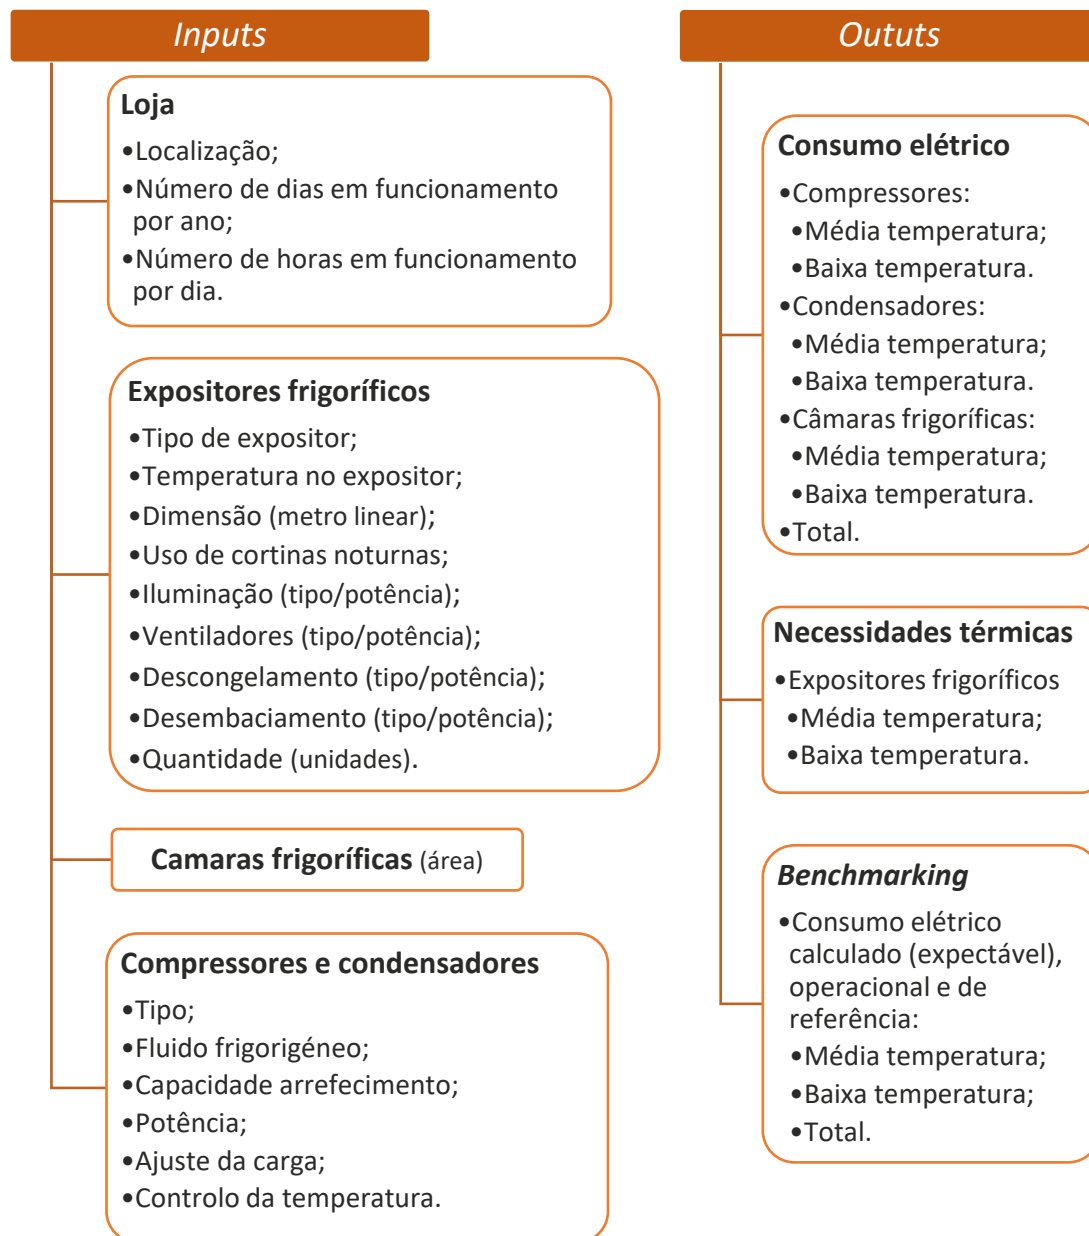 Inputs
Loja
•Localização;
•Número de dias em funcionamento
por ano;
•Número de horas em funcionamento
por dia.
Expositores frigoríficos
•Tipo de expositor;
•Temperatura no expositor;
•Dimensão (metro linear);
•Uso de cortinas noturnas;
•Iluminação (tipo/potência);
•Ventiladores (tipo/potência);
•Descongelamento (tipo/potência);
•Desembaciamento (tipo/potência);
•Quantidade (unidades).
Camaras frigoríficas (área)
Compressores e condensadores
•Tipo;
•Fluido frigorigéneo;
•Capacidade arrefecimento;
•Potência;
•Ajuste da carga;
•Controlo da temperatura.
Oututs
Consumo elétrico
•Compressores:
•Média temperatura;
•Baixa temperatura.
•Condensadores:
•Média temperatura;
•Baixa temperatura.
•Câmaras frigoríficas:
•Média temperatura;
•Baixa temperatura.
•Total.
Necessidades térmicas
•Expositores frigoríficos
•Média temperatura;
•Baixa temperatura.
Benchmarking
•Consumo elétrico
calculado (expectável),
operacional e de
referência:
•Média temperatura;
•Baixa temperatura;
•Total.